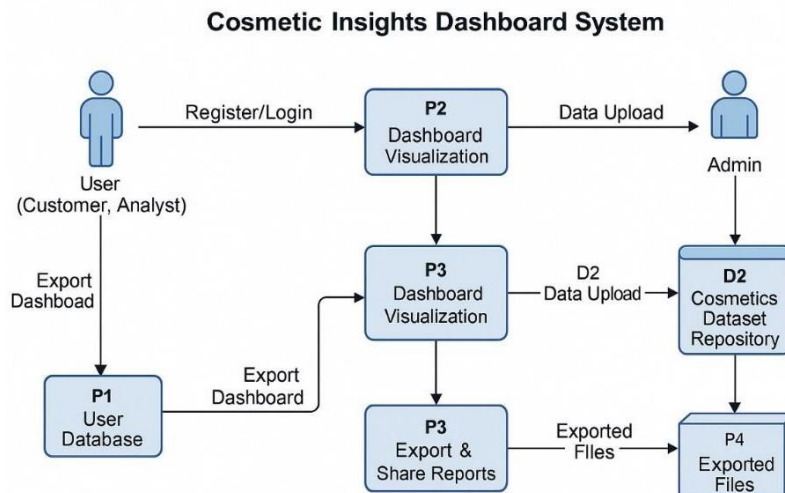 Cosmetic Insights Dashboard System
Register/Login
P2
Dashboard
Visualization
Data Upload
User
(Customer, Analyst)
Admin
Export
Dashboad
P3
Dashboard
Visualization
D2
Data Upload
D2
Cosmetics
Dataset
Repository
P1
User
Database
Export
Dashboard
P3
Export &
Share Reports
Exported
FIles
P4
Exported
Files